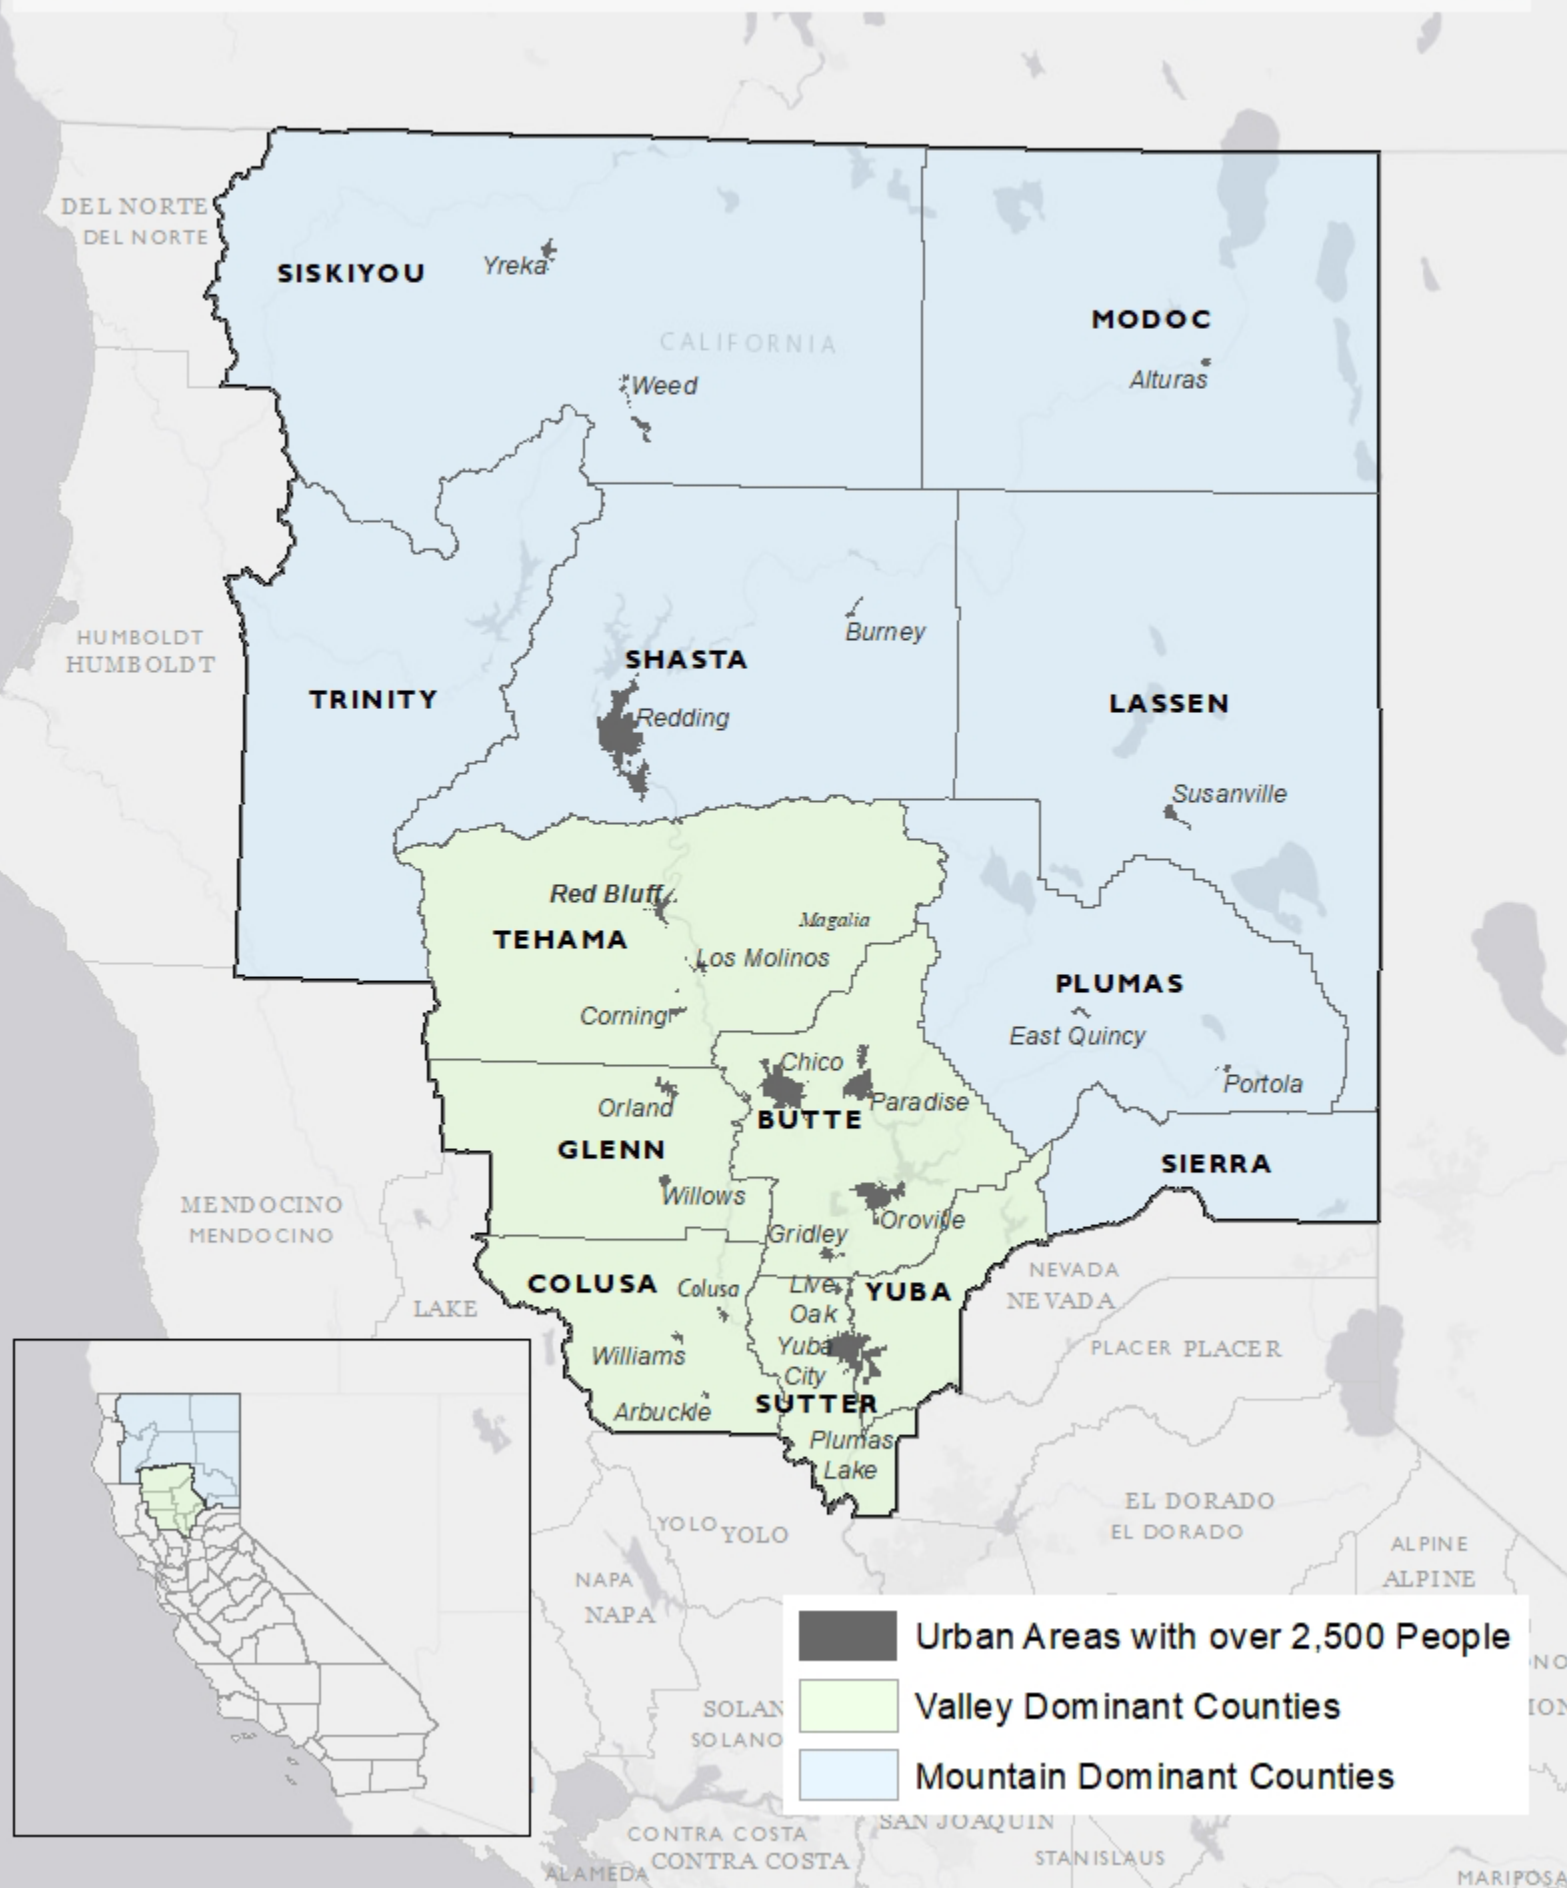 DEL NORTE
DEL NORTE
SISKIYOU
Yreka
CALIFORNIA
MODOC
Alturas
Weed
HUMBOLDT
HUMBOLDT
Burney
SHASTA
TRINITY
Redding
LASSEN
Susanville
Red Bluff
Magalia
TEHAMA
Los Molinos
PLUMAS
Corning
East Quincy
Chico
Portola
Paradise
Orland
BUTTE
GLENN
SIERRA
Willows
MENDOCINO
MENDOCINO
Oroville
Gridley
NEVADA
NEVADA
COLUSA
Colusa
Live
Oak
YUBA
LAKE
Yuba
City
Williams
PLACER PLACER
SUTTER
Arbuckle
Plumas
Lake
EL DORADO
EL DORADO
YOLO YOLO
ALPINE
ALPINE
NAPA
NAPA
Urban Areas with over 2,500 People
Valley Dominant Counties
Mountain Dominant Counties
SOLAN
SOLANO
SAN JOAQUIN
CONTRA COSTA
CONTRA COSTA
STANISLAUS
ALAMEDA
MARIPOSA